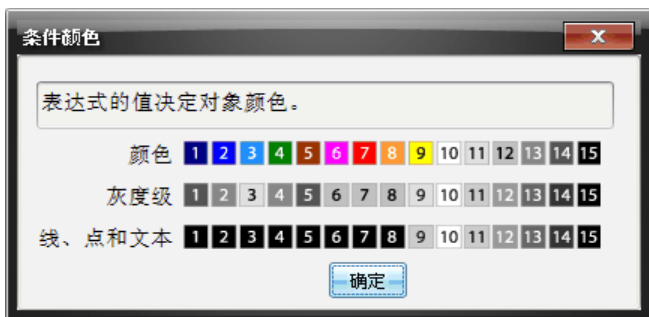 条件颜色
表达式的值决定对象颜色。
颜色 1 2 3 4 5 6 7 8 9 10 11 12 13 14 15
灰度级 1 2 3 4 5 6 7 8 9 10 11 12 13 14 15
线、点和文本 1 2 3 4 5 6 7 8 9 10 11 12 13 14 15
确定